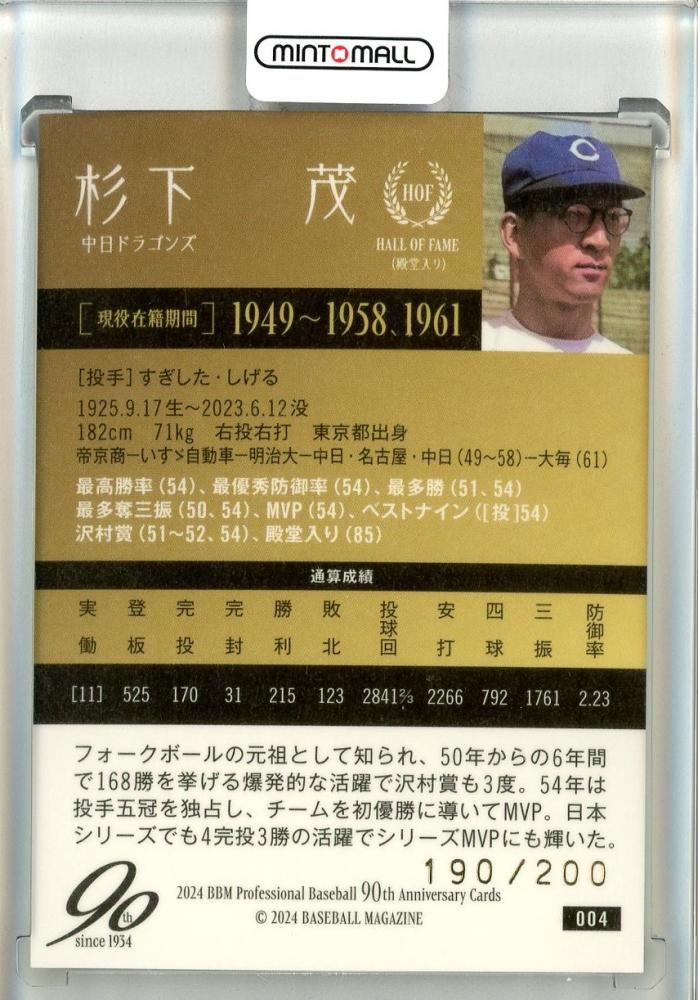 MINTMALL
杉下 茂
中日ドラゴンズ
HOF
HALL OF FAME
(殿堂入り)
C
[現役在籍期間] 1949～1958、1961
[投手]すぎした・しげる
1925.9.17生～2023.6.12没
182cm 71kg 右投右打 東京都出身
帝京商ーいすゞ自動車ー明治大ー中日・名古屋・中日(49～58)ー大毎(61)
最高勝率(54)、最優秀防御率(54)、最多勝(51、54)
最多奪三振(50、54)、MVP(54)、ベストナイン([投]54)
沢村賞(51～52、54)、殿堂入り(85)
通算成績
実働 登板 完投 完封 勝利 敗北 投球回 安打 四球 三振 防御率
[11] 525 170 31 215 123 2841⅔ 2266 792 1761 2.23
フォークボールの元祖として知られ、50年からの6年間
で168勝を挙げる爆発的な活躍で沢村賞も3度。54年は
投手五冠を独占し、チームを初優勝に導いてMVP。日本
シリーズでも4完投3勝の活躍でシリーズMVPにも輝いた。
190/200
90th
since 1934
2024 BBM Professional Baseball 90th Anniversary Cards
© 2024 BASEBALL MAGAZINE
004